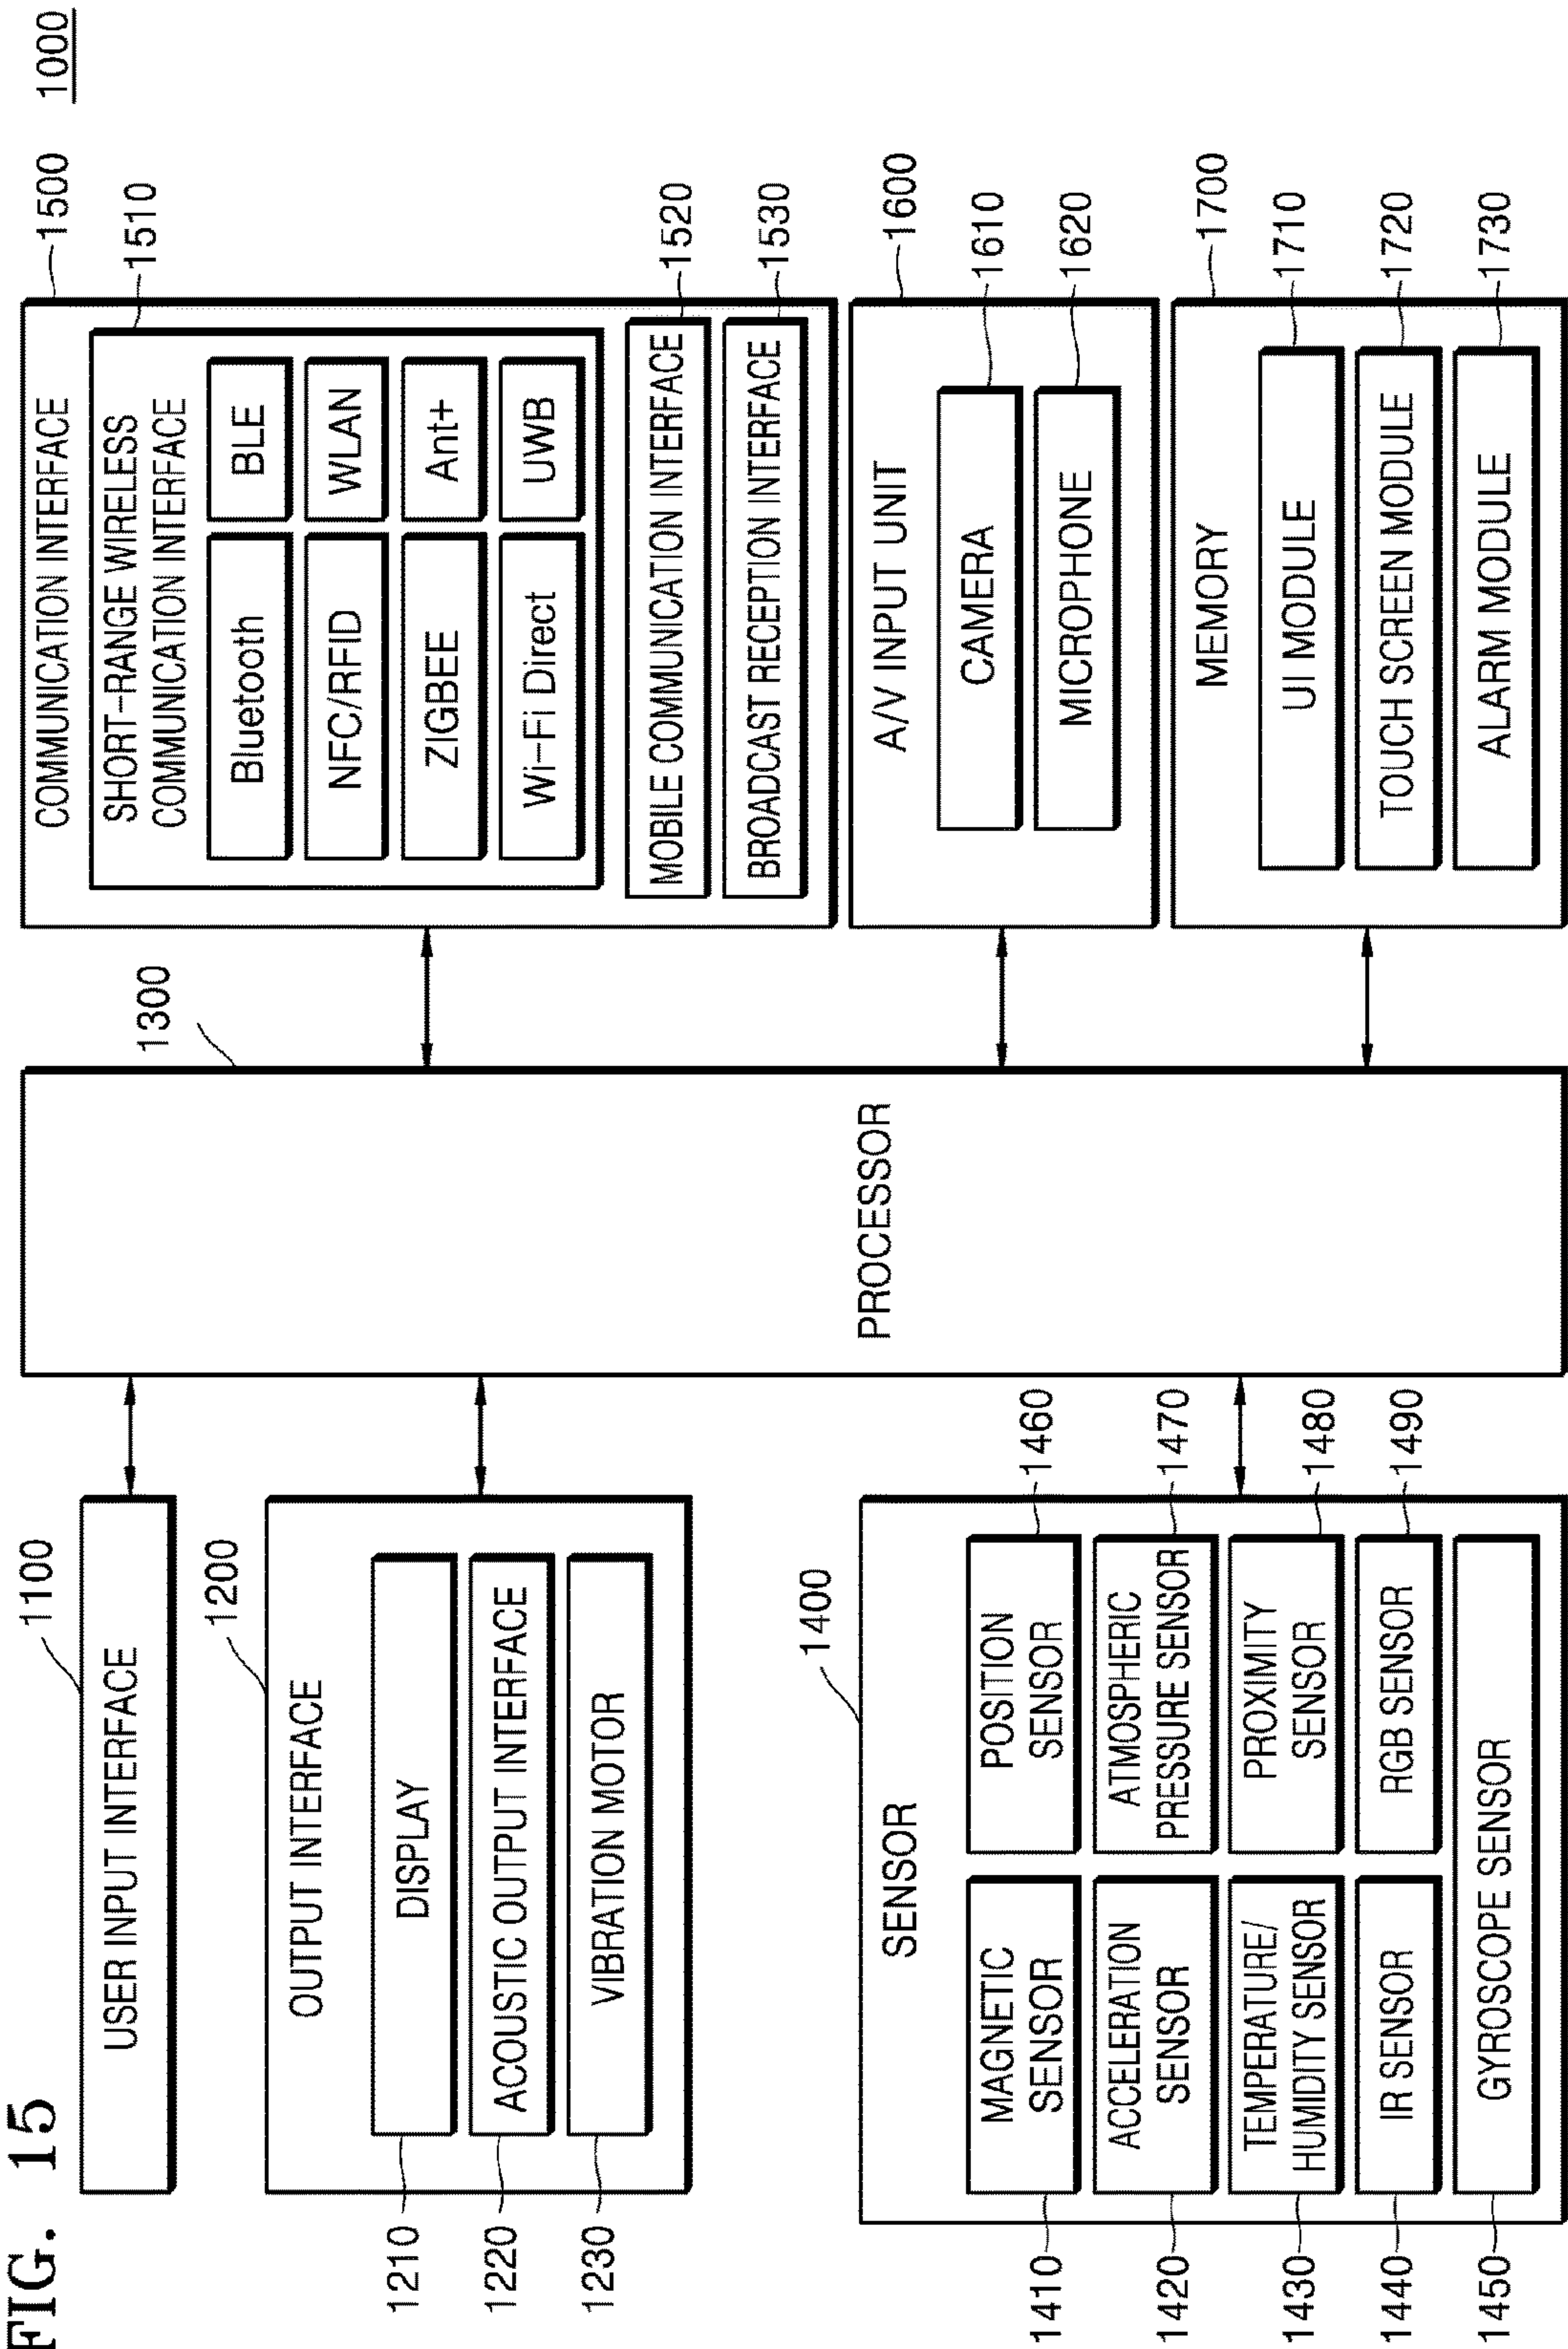 FIG. 15
1000
1100
USER INPUT INTERFACE
1200
OUTPUT INTERFACE
1210
DISPLAY
1220
ACOUSTIC OUTPUT INTERFACE
1230
VIBRATION MOTOR
1400
SENSOR
1410
MAGNETIC
SENSOR
POSITION
SENSOR
1460
1420
ACCELERATION
SENSOR
ATMOSPHERIC
PRESSURE SENSOR
1470
1430
TEMPERATURE/
HUMIDITY SENSOR
PROXIMITY
SENSOR
1480
1440
IR SENSOR
RGB SENSOR
1490
1450
GYROSCOPE SENSOR
1300
PROCESSOR
1500
COMMUNICATION INTERFACE
1510
SHORT-RANGE WIRELESS
COMMUNICATION INTERFACE
Bluetooth
BLE
NFC/RFID
WLAN
ZIGBEE
Ant+
Wi-Fi Direct
UWB
MOBILE COMMUNICATION INTERFACE
1520
BROADCAST RECEPTION INTERFACE
1530
1600
A/V INPUT UNIT
CAMERA
1610
MICROPHONE
1620
1700
MEMORY
UI MODULE
1710
TOUCH SCREEN MODULE
1720
ALARM MODULE
1730